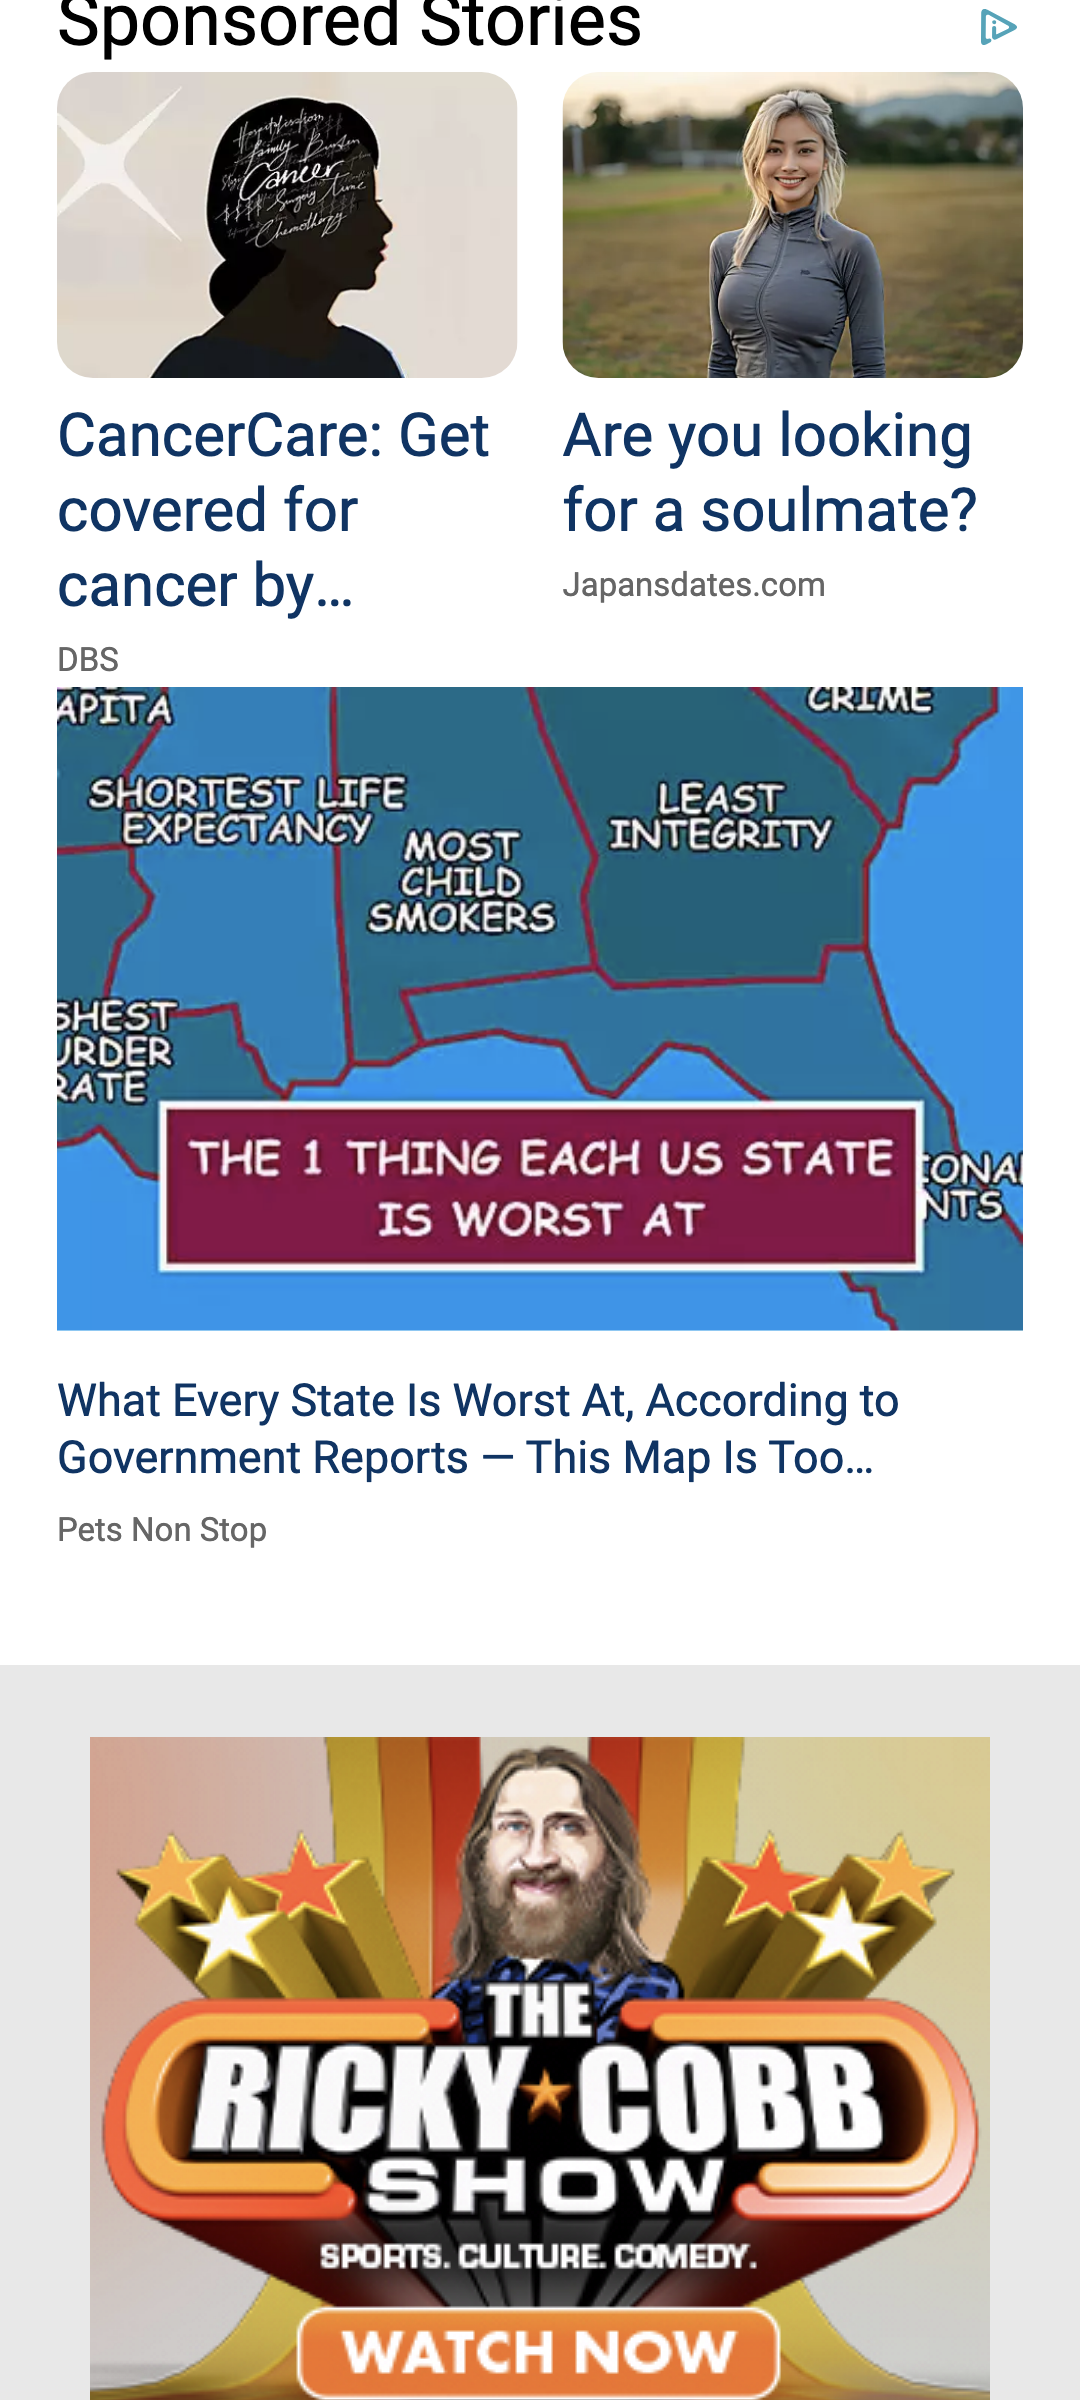 Sponsored Stories
Hospitalisation
Family Burden
Cancer
Surgery Time
Chemotherapy
CancerCare: Get
covered for
cancer by...
DBS
Are you looking
for a soulmate?
Japansdates.com
APITA
CRIME
SHORTEST LIFE
EXPECTANCY
MOST
CHILD
SMOKERS
LEAST
INTEGRITY
GHEST
URDER
RATE
THE 1 THING EACH US STATE
IS WORST AT
IONAL
NTS
What Every State Is Worst At, According to
Government Reports — This Map Is Too...
Pets Non Stop
THE
RICKY COBB
SHOW
SPORTS. CULTURE. COMEDY.
WATCH NOW